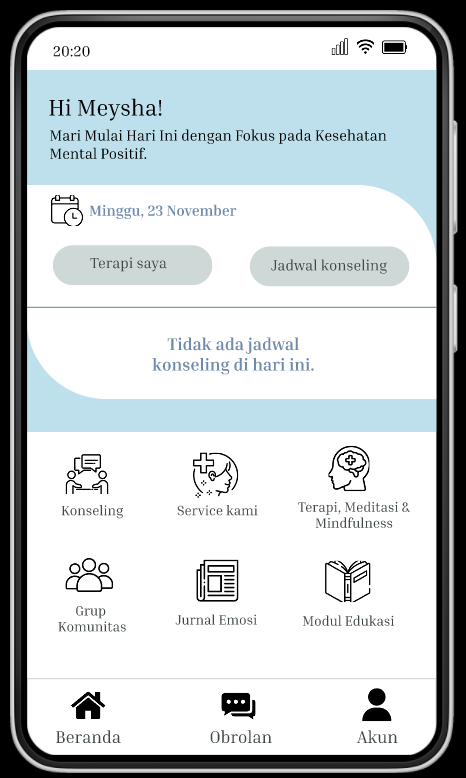 20:20
Hi Meysha!
Mari Mulai Hari Ini dengan Fokus pada Kesehatan
Mental Positif.
Minggu, 23 November
Terapi saya
Jadwal konseling
Tidak ada jadwal
konseling di hari ini.
Konseling
Service kami
Terapi, Meditasi &
Mindfulness
Grup
Komunitas
Jurnal Emosi
Modul Edukasi
Beranda
Obrolan
Akun